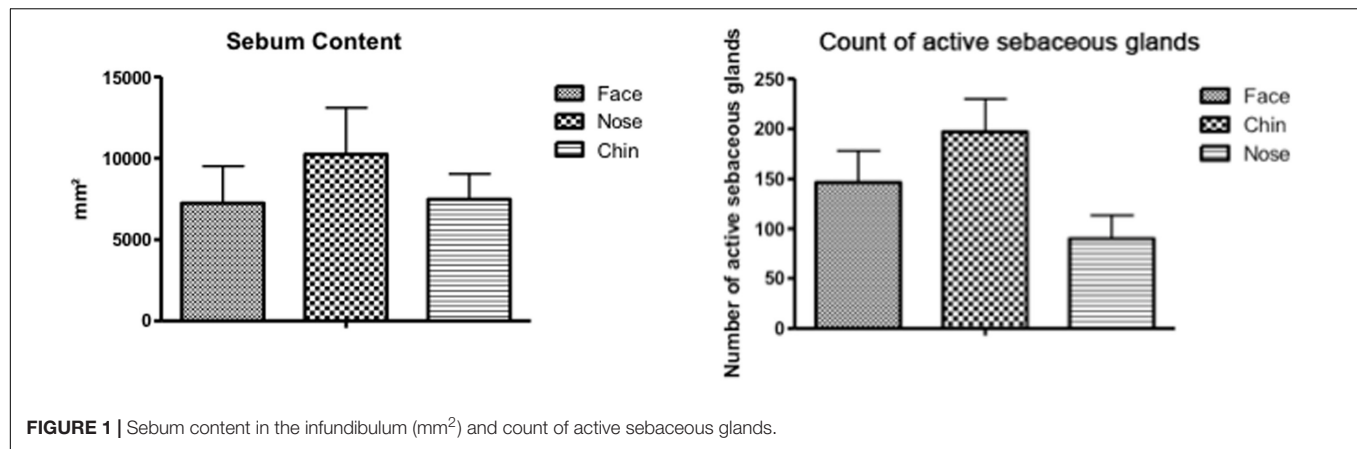 Sebum Content
15000
10000
5000
0
mm²
Face
Nose
Chin
Count of active sebaceous glands
250
200
150
100
50
0
Number of active sebaceous glands
Face
Chin
Nose
FIGURE 1 | Sebum content in the infundibulum (mm²) and count of active sebaceous glands.